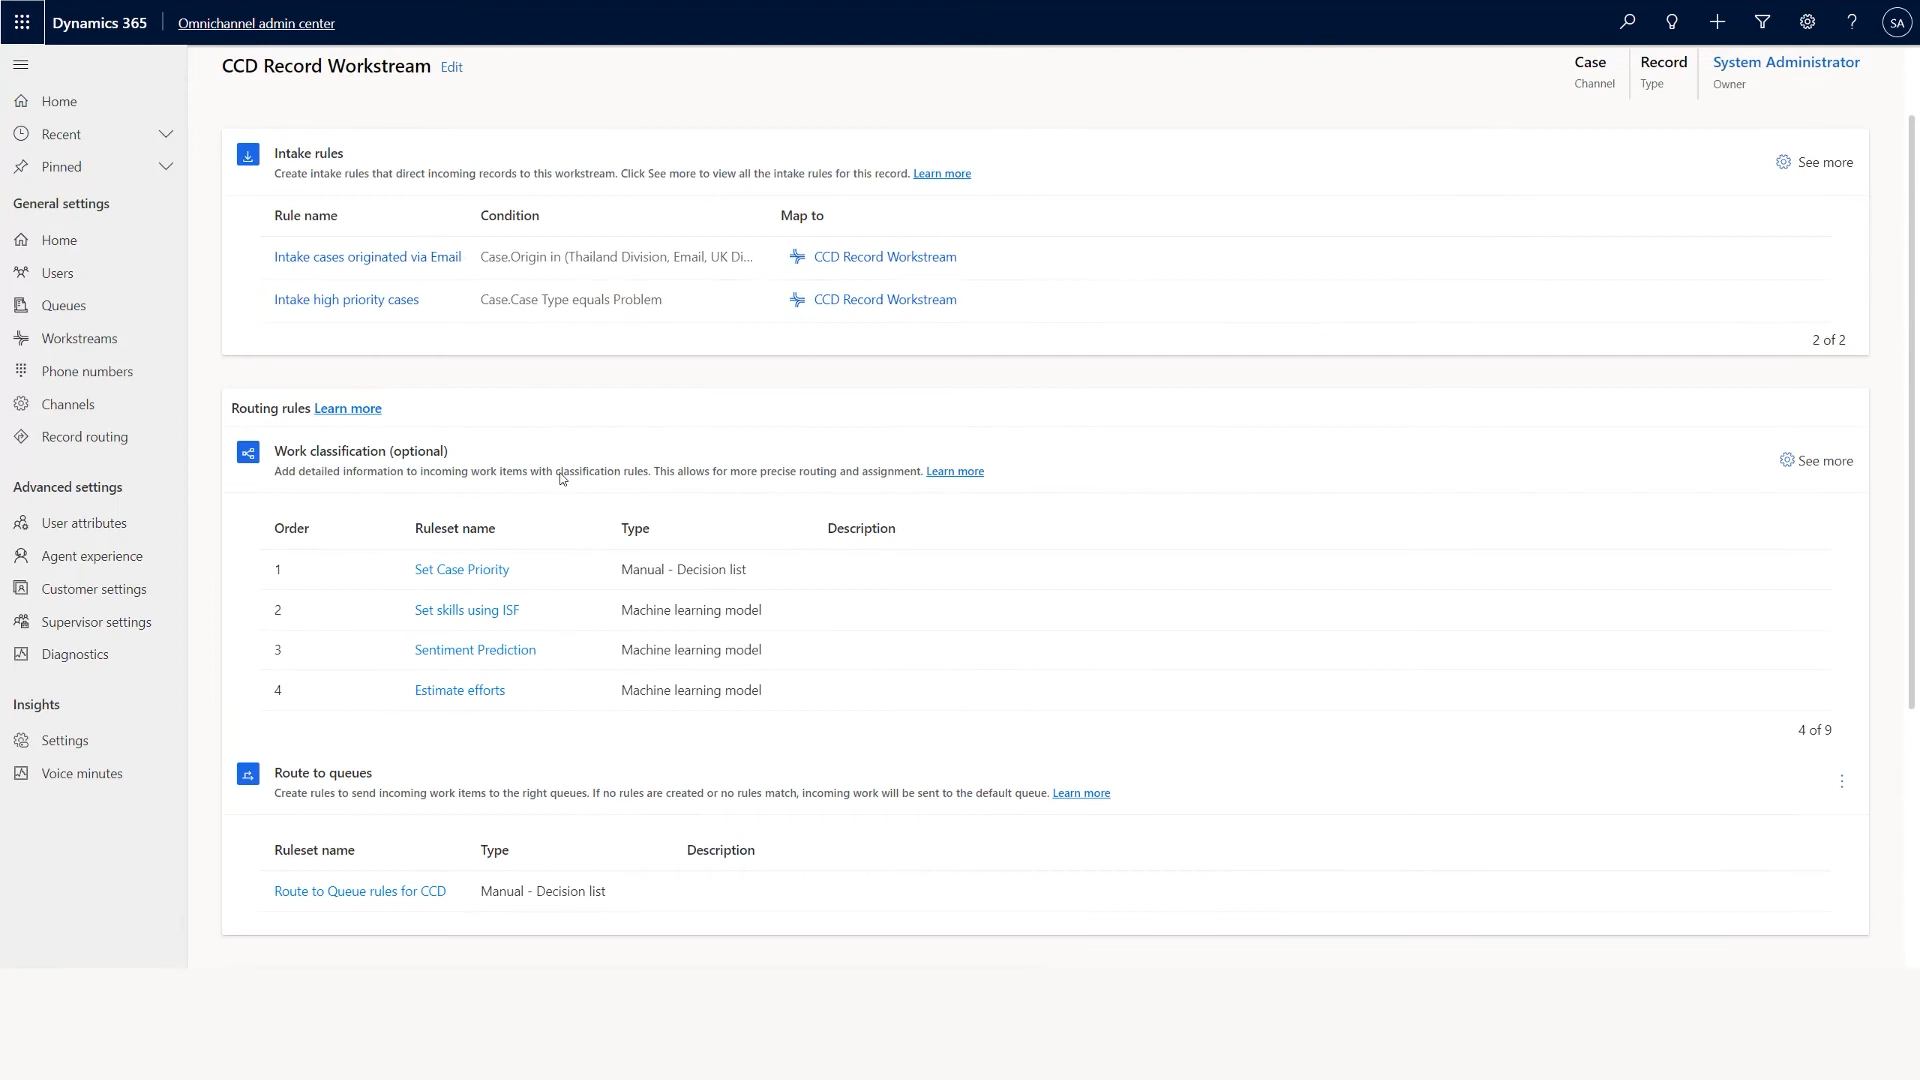 Dynamics 365 Omnichannel admin center SA
CCD Record Workstream Edit
Case Channel
Record Type
System Administrator Owner
Home
Recent
Pinned
General settings
Home
Users
Queues
Workstreams
Phone numbers
Channels
Record routing
Advanced settings
User attributes
Agent experience
Customer settings
Supervisor settings
Diagnostics
Insights
Settings
Voice minutes
Intake rules
Create intake rules that direct incoming records to this workstream. Click See more to view all the intake rules for this record. Learn more
See more
Rule name Condition Map to
Intake cases originated via Email Case.Origin in (Thailand Division, Email, UK Di... CCD Record Workstream
Intake high priority cases Case.Case Type equals Problem CCD Record Workstream
2 of 2
Routing rules Learn more
Work classification (optional)
Add detailed information to incoming work items with classification rules. This allows for more precise routing and assignment. Learn more
See more
Order Ruleset name Type Description
1 Set Case Priority Manual - Decision list
2 Set skills using ISF Machine learning model
3 Sentiment Prediction Machine learning model
4 Estimate efforts Machine learning model
4 of 9
Route to queues
Create rules to send incoming work items to the right queues. If no rules are created or no rules match, incoming work will be sent to the default queue. Learn more
Ruleset name Type Description
Route to Queue rules for CCD Manual - Decision list